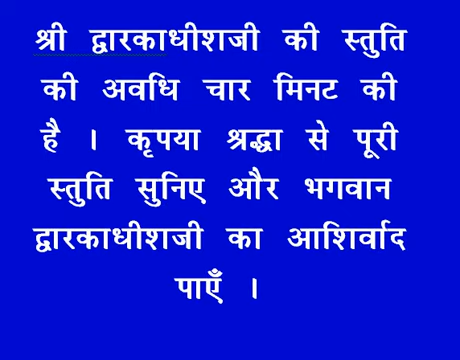 श्री द्वारकाधीशजी की स्तुति
की अवधि चार मिनट की
है । कृपया श्रद्धा से पूरी
स्तुति सुनिए और भगवान
द्वारकाधीशजी का आशिर्वाद
पाएँ ।